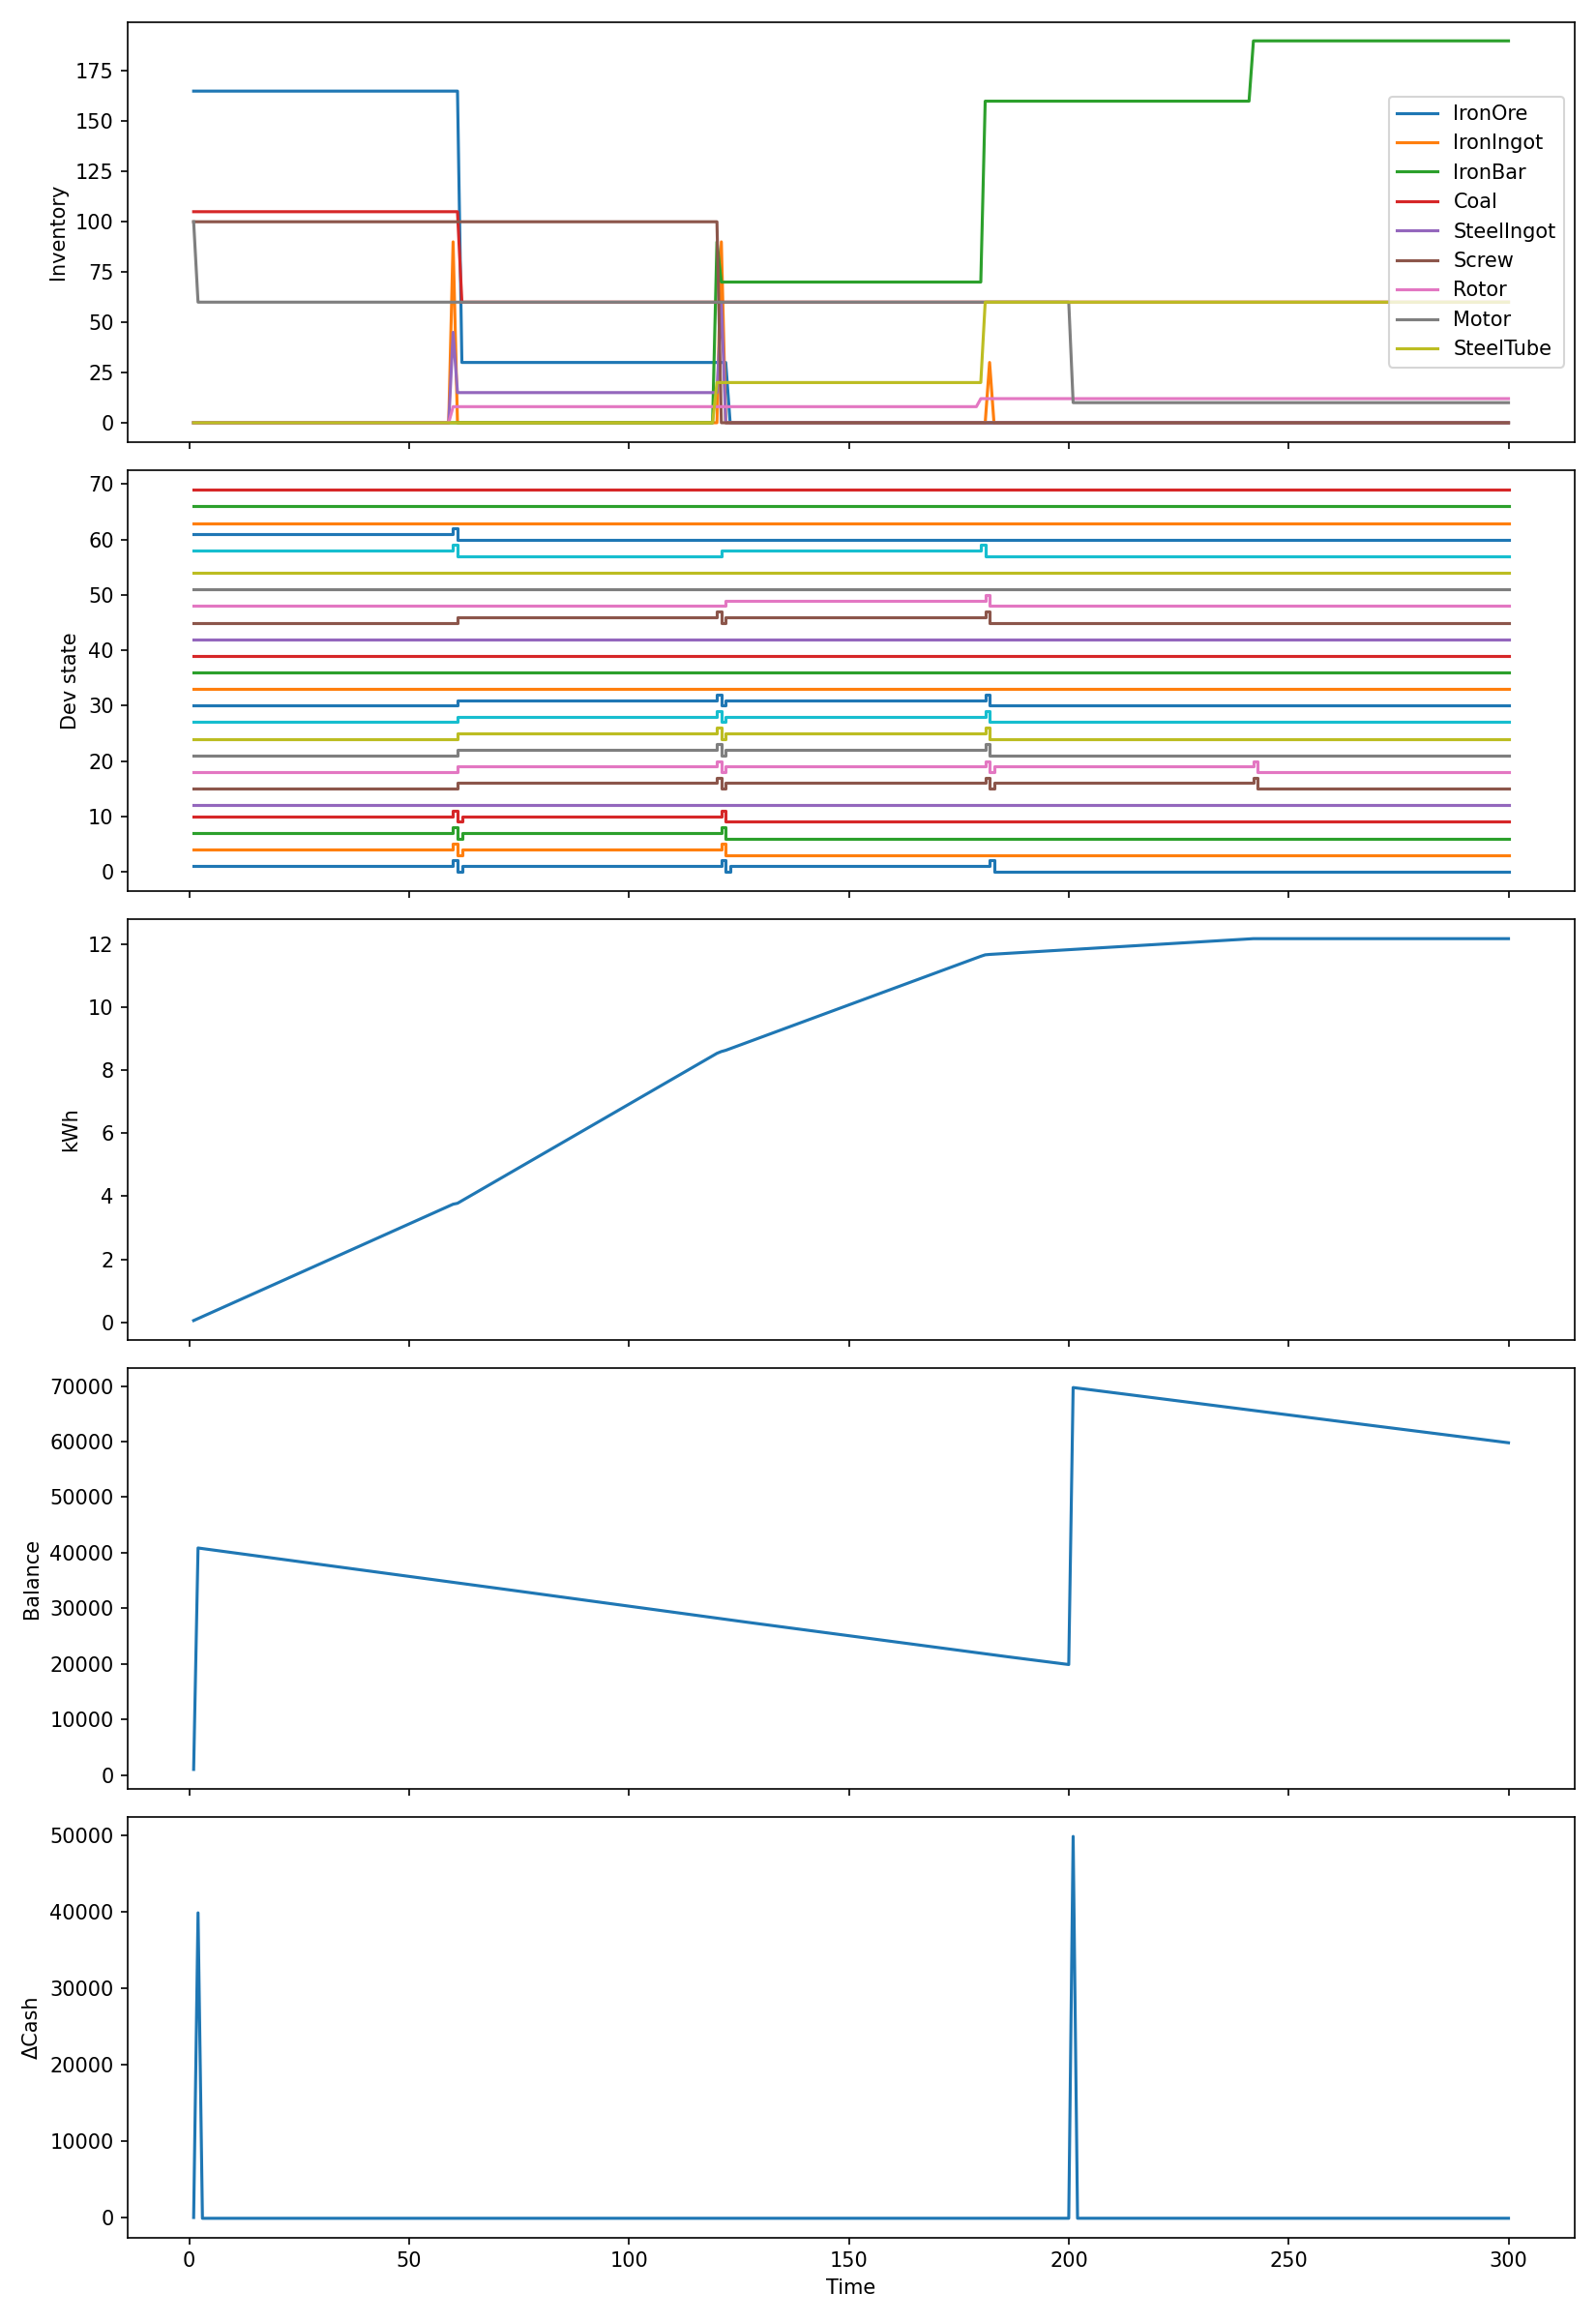 175
150
125
100
75
50
25
0
Inventory
IronOre
IronIngot
IronBar
Coal
SteelIngot
Screw
Rotor
Motor
SteelTube
70
60
50
40
30
20
10
0
Dev state
12
10
8
6
4
2
0
kWh
70000
60000
50000
40000
30000
20000
10000
0
Balance
50000
40000
30000
20000
10000
0
ΔCash
0 50 100 150 200 250 300
Time